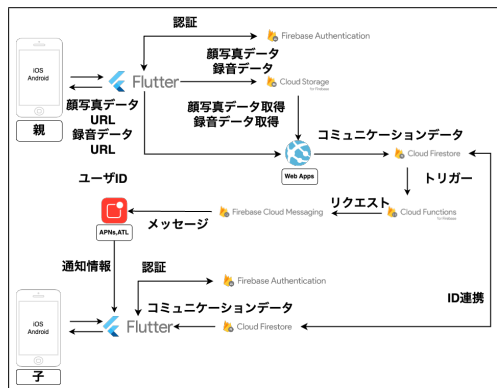 認証
Firebase Authentication
iOS
Android
Flutter
顔写真データ
録音データ
Cloud Storage
for Firebase
親
顔写真データ
URL
録音データ
URL
顔写真データ取得
録音データ取得
コミュニケーションデータ
Web Apps
Cloud Firestore
ユーザID
トリガー
リクエスト
メッセージ
Firebase Cloud Messaging
Cloud Functions
for Firebase
APNs,ATL
通知情報
認証
Firebase Authentication
ID連携
iOS
Android
コミュニケーションデータ
Flutter
Cloud Firestore
子